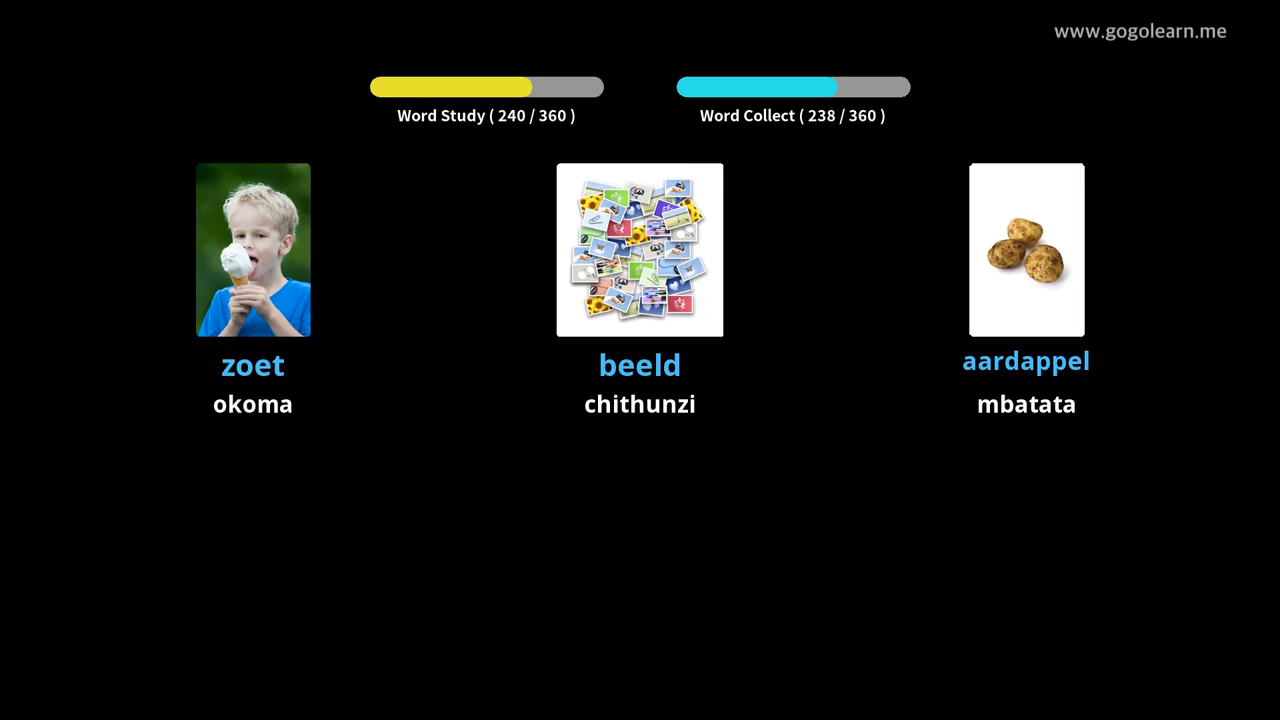 www.gogolearn.me
Word Study ( 240 / 360 )
Word Collect ( 238 / 360 )
zoet
beeld
aardappel
okoma
chithunzi
mbatata